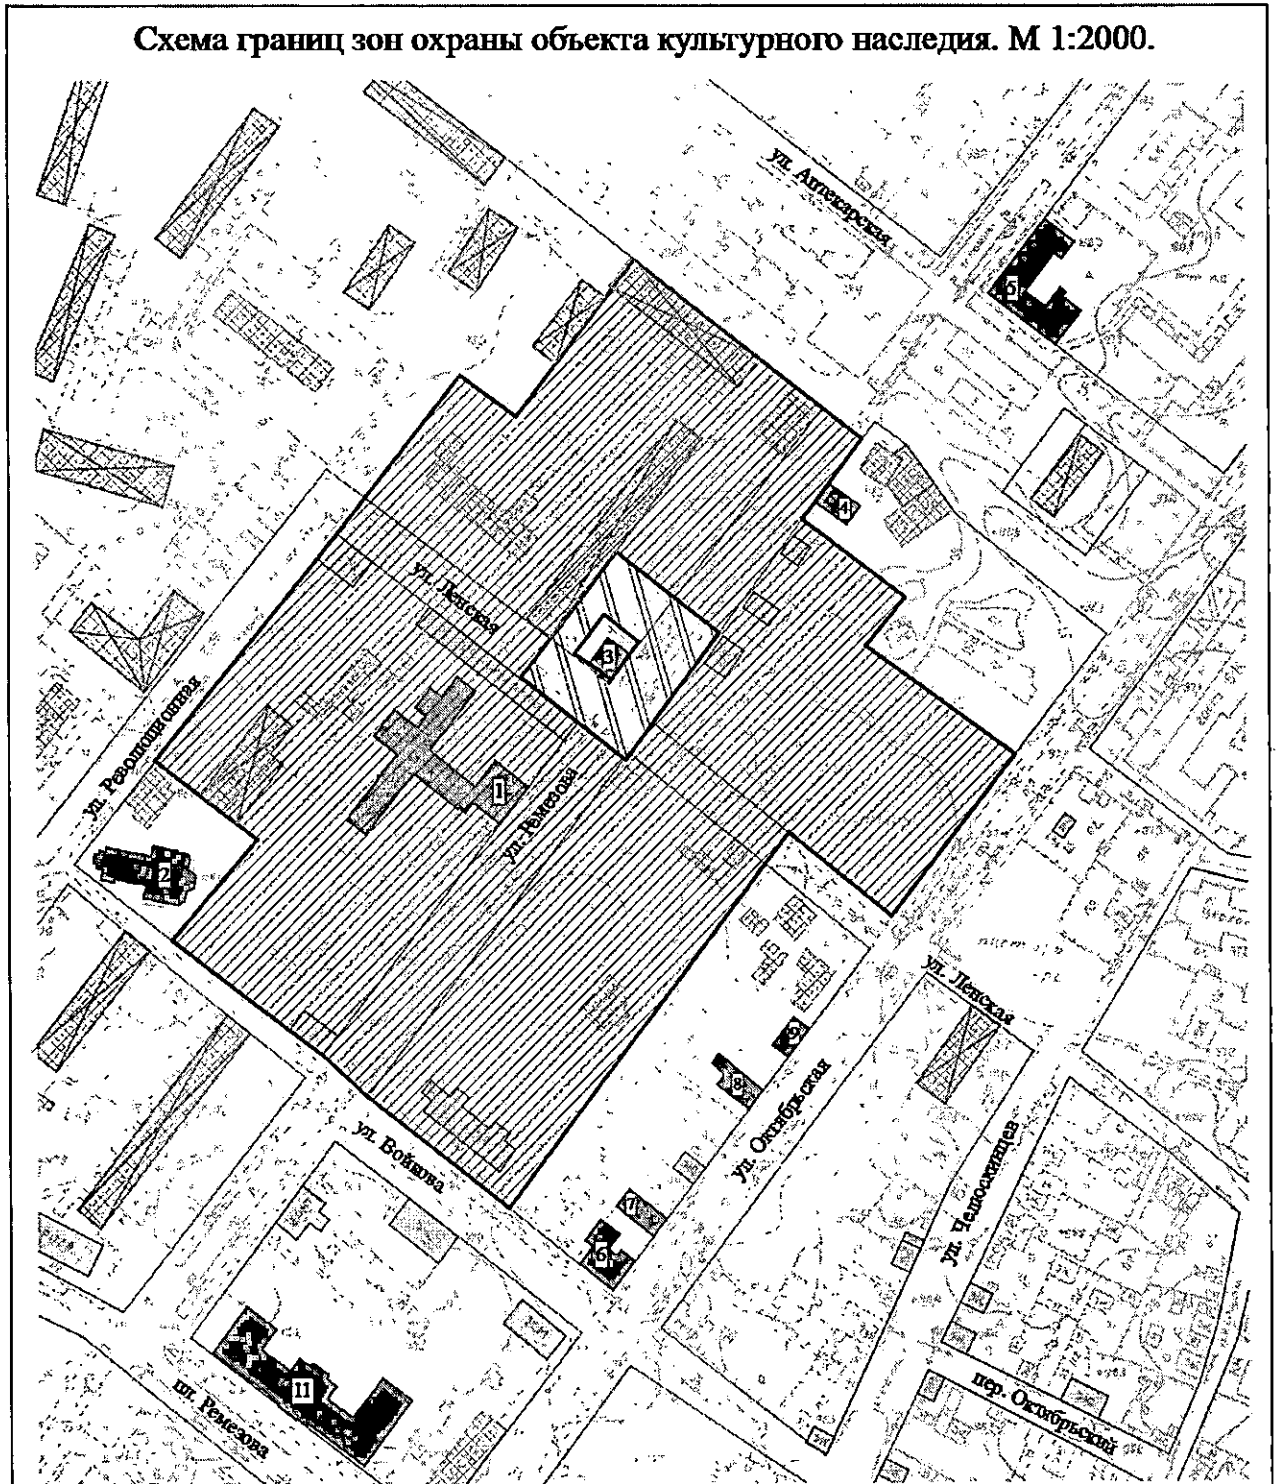 Схема границ зон охраны объекта культурного наследия. М 1:2000.
ул. Аптекарская
5
4
ул. Ленская
3
ул. Революционная
1
ул. Ремезова
2
ул. Ленская
9
8
ул. Октябрьская
ул. Войкова
ул. Челюскинцев
7
6
11
пл. Ремезова
пер. Октябрьский